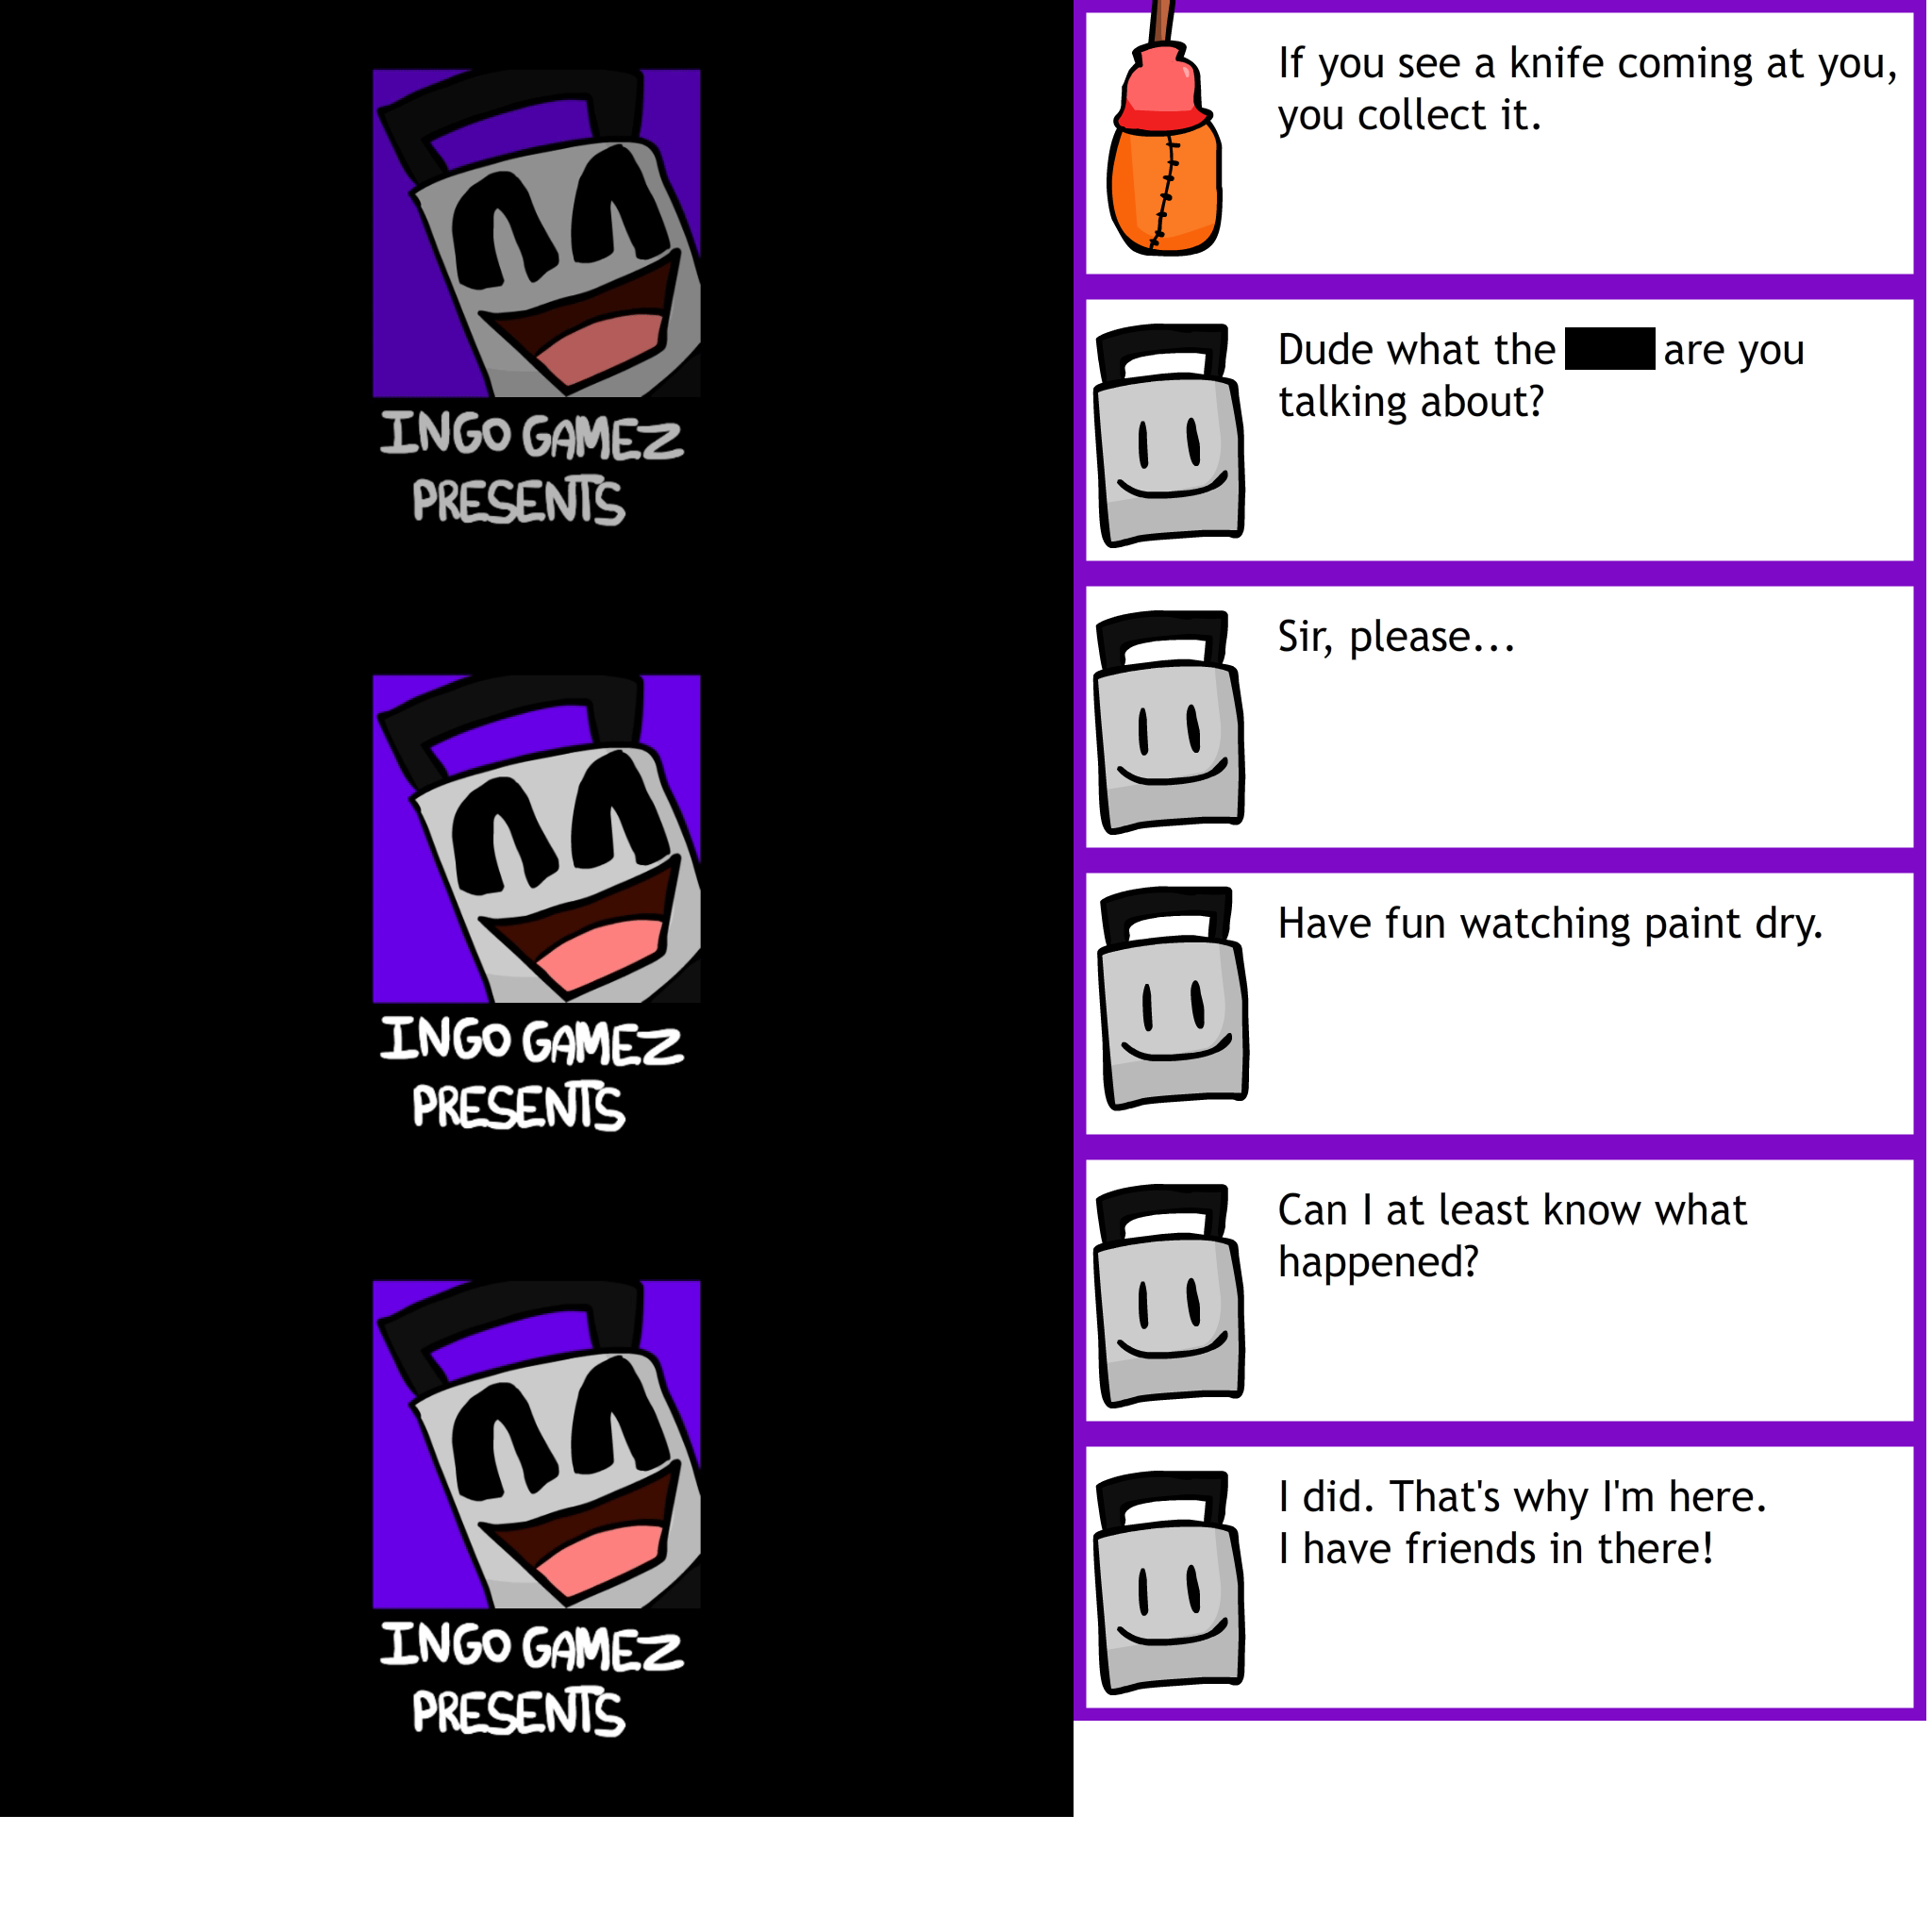 INGO GAMEZ
PRESENTS
INGO GAMEZ
PRESENTS
INGO GAMEZ
PRESENTS
If you see a knife coming at you,
you collect it.
Dude what the are you
talking about?
Sir, please...
Have fun watching paint dry.
Can I at least know what
happened?
I did. That's why I'm here.
I have friends in there!